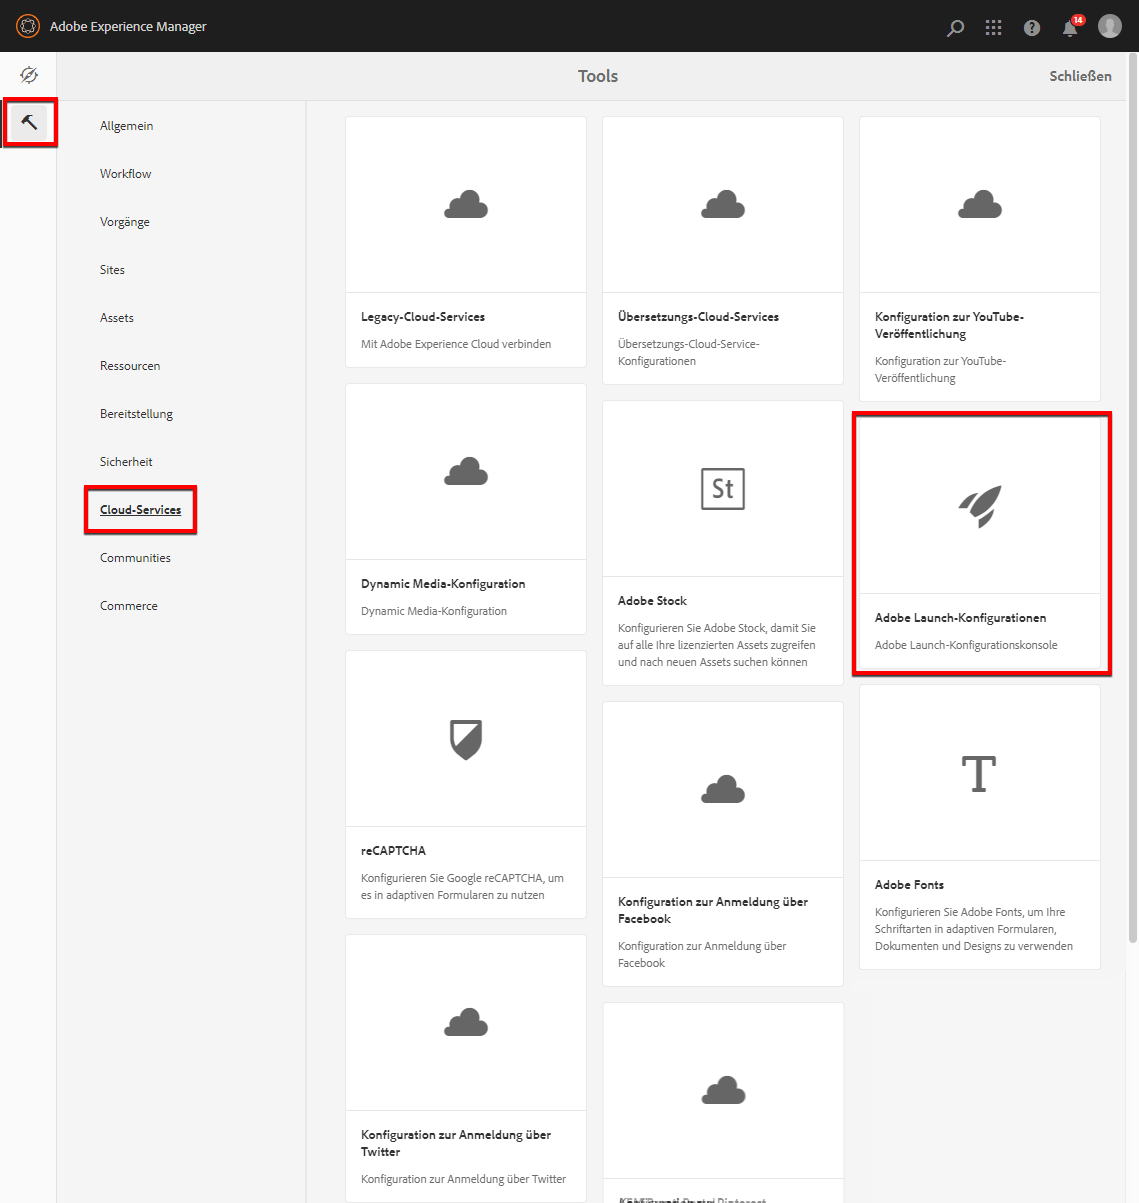 Adobe Experience Manager
14
Tools
Schließen
Allgemein
Workflow
Vorgänge
Sites
Assets
Ressourcen
Bereitstellung
Sicherheit
Cloud-Services
Communities
Commerce
Legacy-Cloud-Services
Mit Adobe Experience Cloud verbinden
Übersetzungs-Cloud-Services
Übersetzungs-Cloud-Service-
Konfigurationen
Konfiguration zur YouTube-
Veröffentlichung
Konfiguration zur YouTube-
Veröffentlichung
Dynamic Media-Konfiguration
Dynamic Media-Konfiguration
St
Adobe Stock
Konfigurieren Sie Adobe Stock, damit Sie
auf alle Ihre lizenzierten Assets zugreifen
und nach neuen Assets suchen können
Adobe Launch-Konfigurationen
Adobe Launch-Konfigurationskonsole
reCAPTCHA
Konfigurieren Sie Google reCAPTCHA, um
es in adaptiven Formularen zu nutzen
Konfiguration zur Anmeldung über
Facebook
Konfiguration zur Anmeldung über
Facebook
T
Adobe Fonts
Konfigurieren Sie Adobe Fonts, um Ihre
Schriftarten in adaptiven Formularen,
Dokumenten und Designs zu verwenden
Konfiguration zur Anmeldung über
Twitter
Konfiguration zur Anmeldung über Twitter